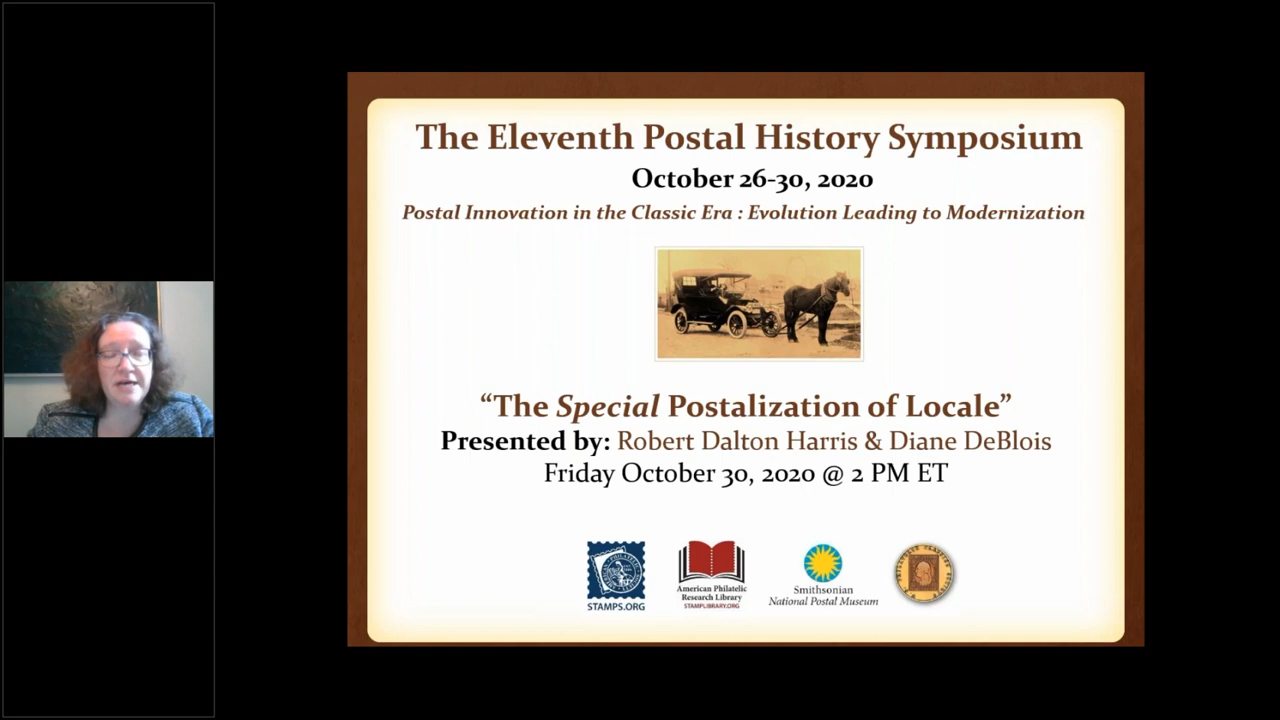 The Eleventh Postal History Symposium
October 26-30, 2020
Postal Innovation in the Classic Era : Evolution Leading to Modernization
“The Special Postalization of Locale”
Presented by: Robert Dalton Harris & Diane DeBlois
Friday October 30, 2020 @ 2 PM ET
STAMPS.ORG
American Philatelic
Research Library
STAMPLIBRARY.ORG
Smithsonian
National Postal Museum